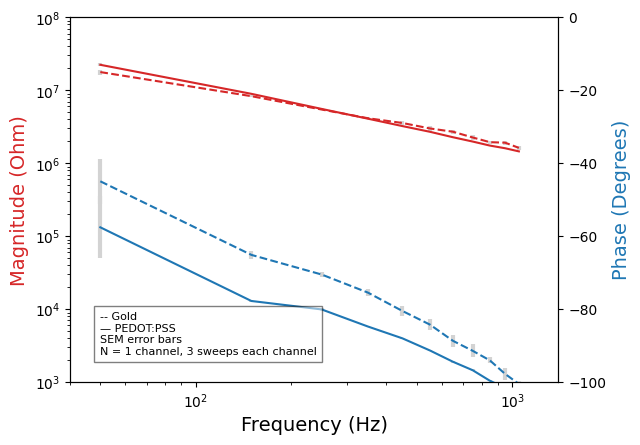 10^8
10^7
10^6
10^5
10^4
10^3
Magnitude (Ohm)
0
−20
−40
−60
−80
−100
Phase (Degrees)
-- Gold
— PEDOT:PSS
SEM error bars
N = 1 channel, 3 sweeps each channel
10^2
10^3
Frequency (Hz)